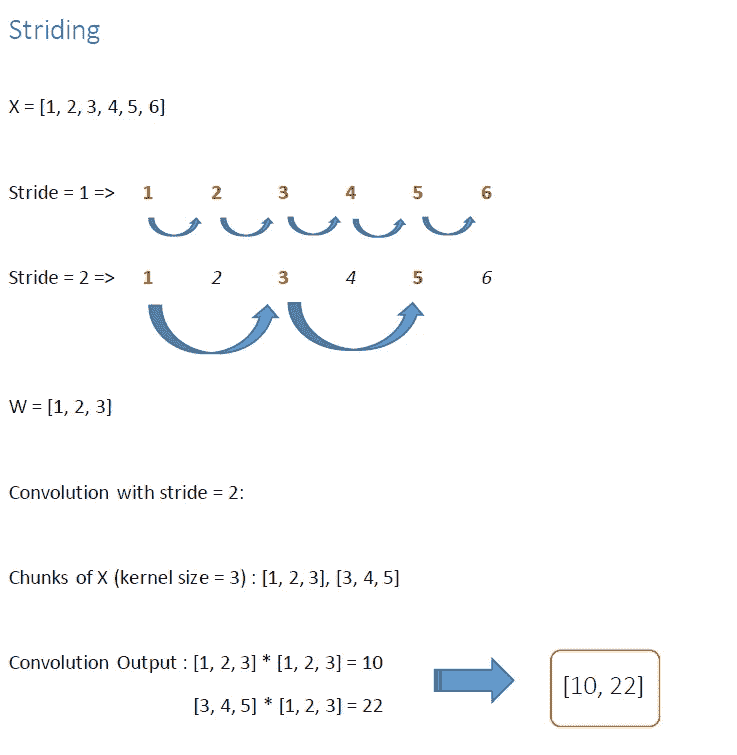 Striding
X = [1, 2, 3, 4, 5, 6]
Stride = 1 => 1 2 3 4 5 6
Stride = 2 => 1 2 3 4 5 6
W = [1, 2, 3]
Convolution with stride = 2:
Chunks of X (kernel size = 3) : [1, 2, 3], [3, 4, 5]
Convolution Output : [1, 2, 3] * [1, 2, 3] = 10
[3, 4, 5] * [1, 2, 3] = 22
[10, 22]